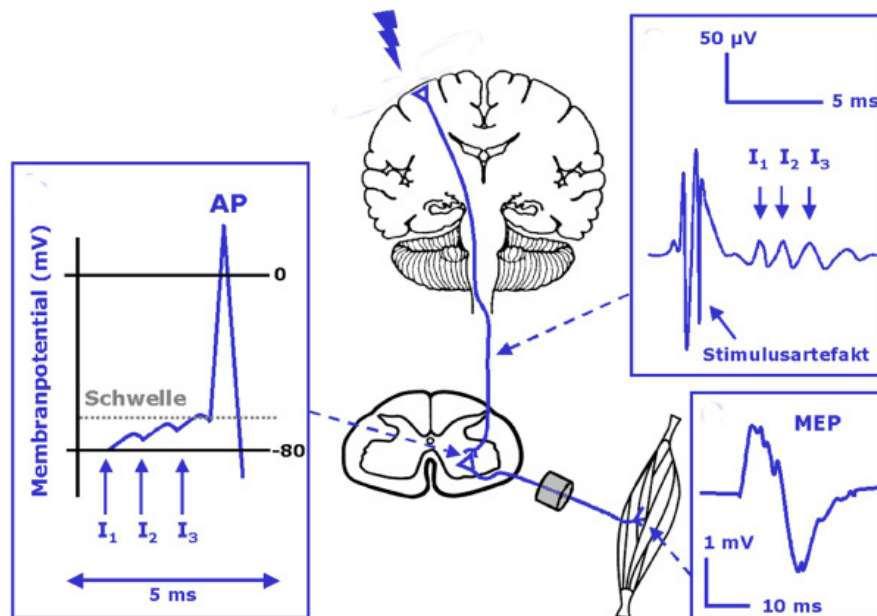 50 µV
5 ms
I₁ I₂ I₃
Stimulusartefakt
AP
0
Membranpotential (mV)
Schwelle
-80
I₁ I₂ I₃
5 ms
MEP
1 mV
10 ms